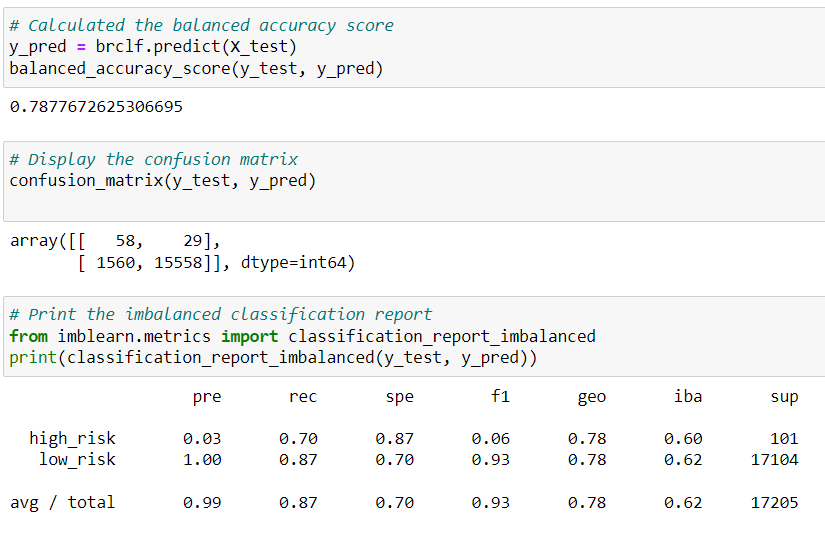 # Calculated the balanced accuracy score
y_pred = brclf.predict(X_test)
balanced_accuracy_score(y_test, y_pred)
0.7877672625306695
# Display the confusion matrix
confusion_matrix(y_test, y_pred)
array([[   58,    29],
       [ 1560, 15558]], dtype=int64)
# Print the imbalanced classification report
from imblearn.metrics import classification_report_imbalanced
print(classification_report_imbalanced(y_test, y_pred))
pre rec spe f1 geo iba sup
high_risk 0.03 0.70 0.87 0.06 0.78 0.60 101
low_risk 1.00 0.87 0.70 0.93 0.78 0.62 17104
avg / total 0.99 0.87 0.70 0.93 0.78 0.62 17205